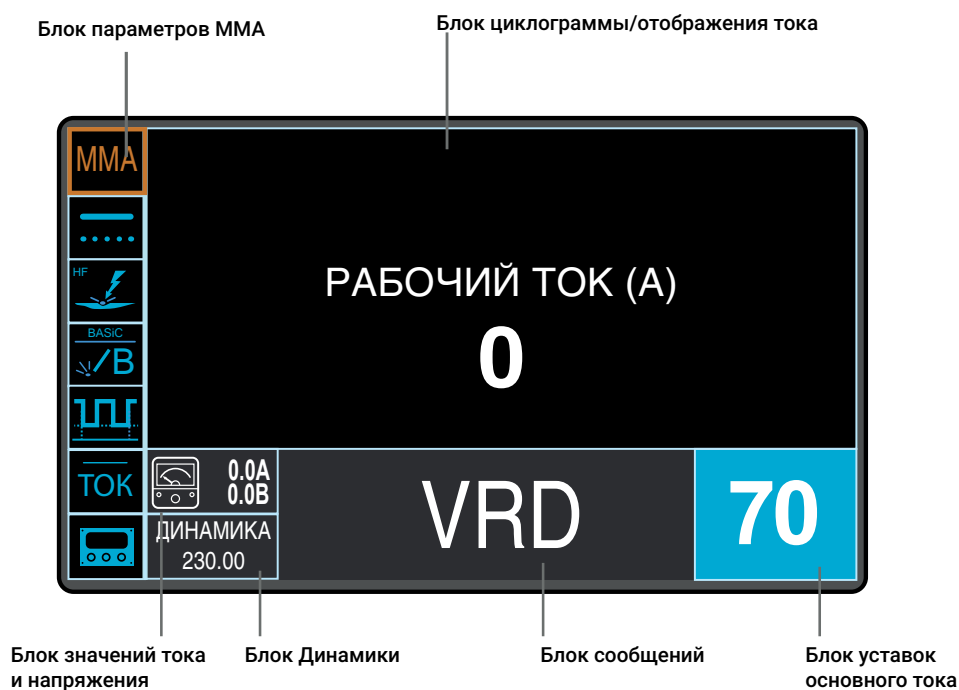 Блок параметров MMA
Блок циклограммы/отображения тока
MMA
HF
BASiC
/B
ТОК
РАБОЧИЙ ТОК (А)
0
0.0A
0.0B
ДИНАМИКА
230.00
VRD
70
Блок значений тока
и напряжения
Блок Динамики
Блок сообщений
Блок уставок
основного тока